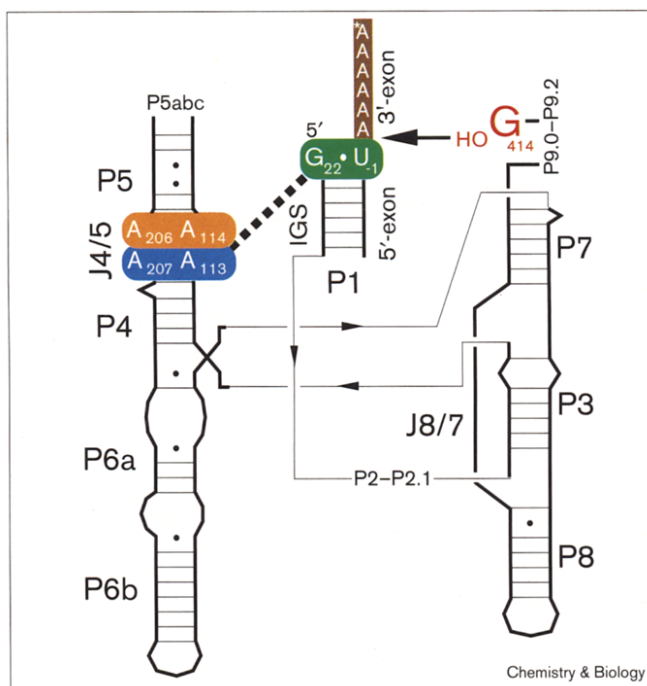 *AAAAAAA
3'-exon
P5abc
5'
HO G414
P9.0–P9.2
G22 • U-1
P5
IGS
5'-exon
A206 A114
A207 A113
J4/5
P1
P7
P4
P3
J8/7
P6a
P2–P2.1
P8
P6b
Chemistry & Biology